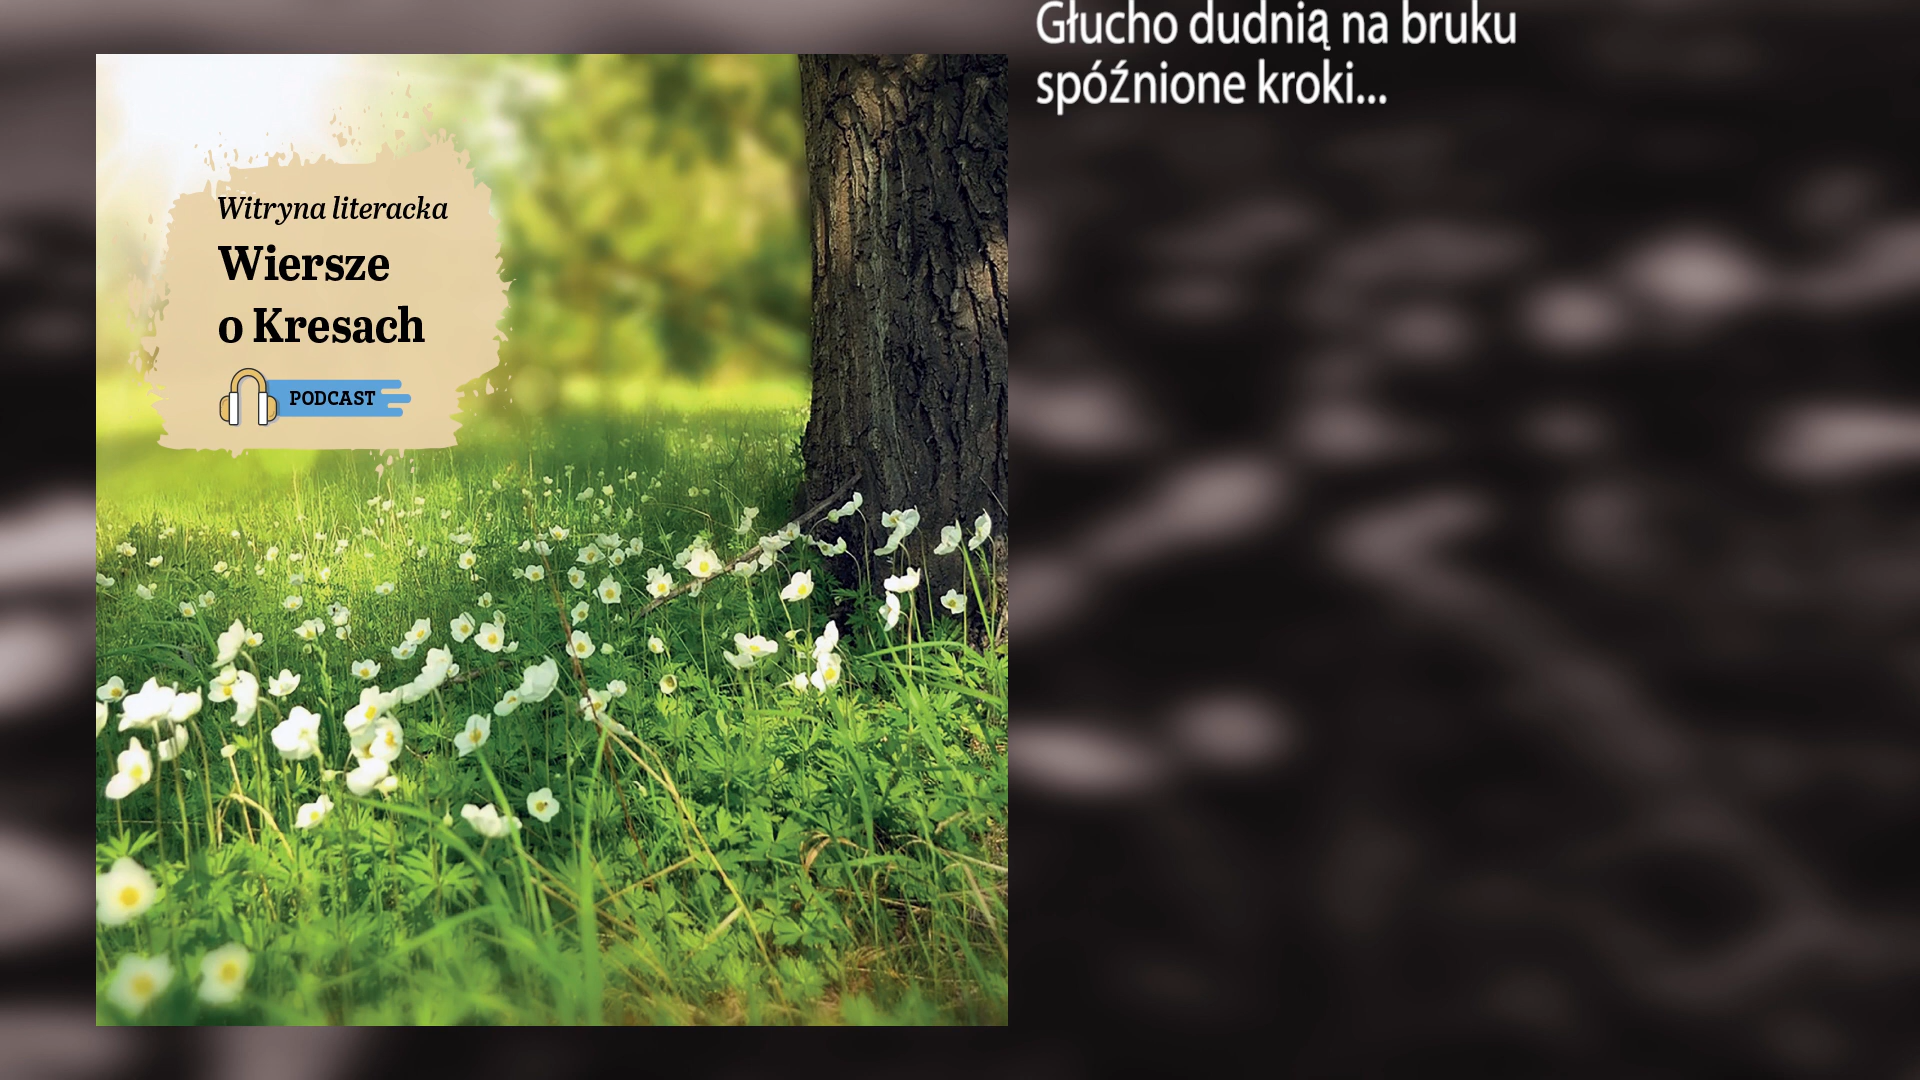 Głucho dudnią na bruku
spóźnione kroki...
Witryna literacka
Wiersze
o Kresach
PODCAST